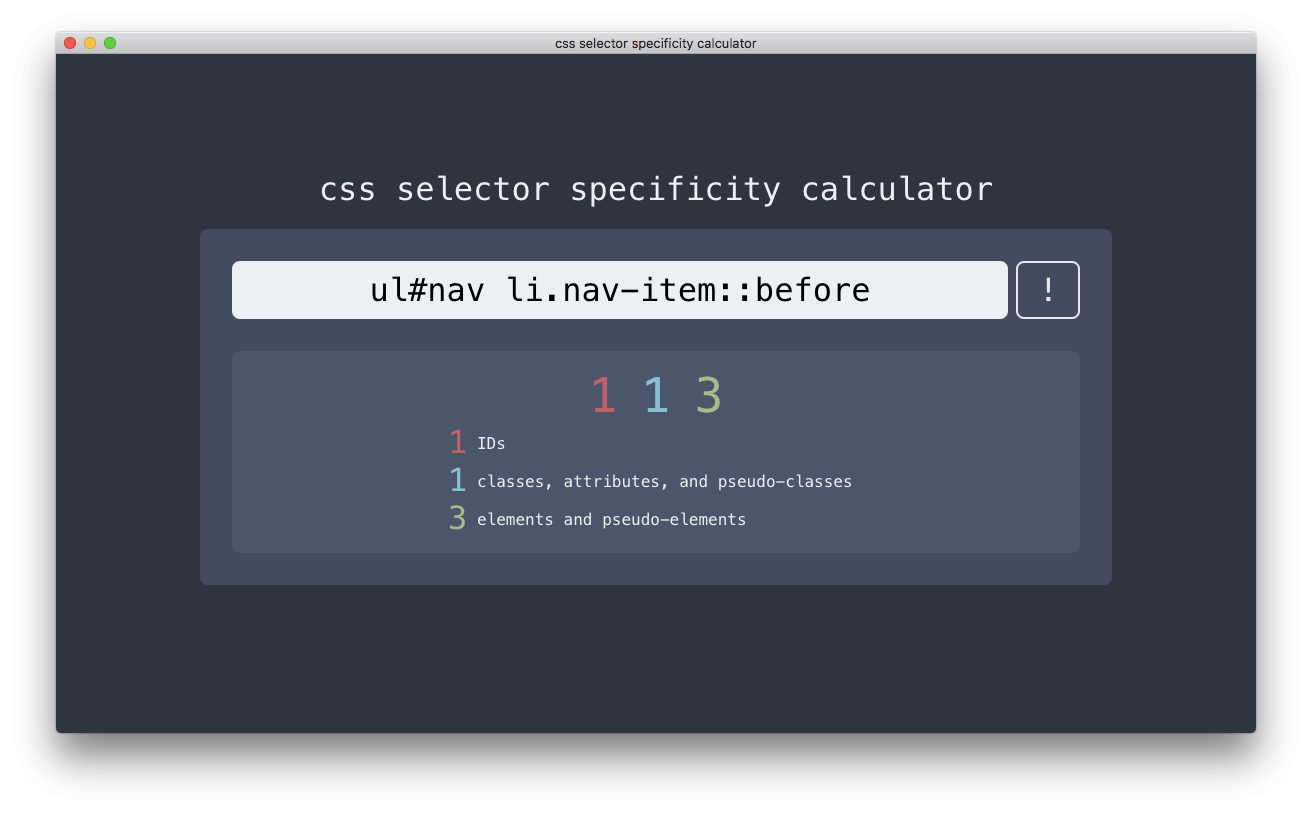 css selector specificity calculator
css selector specificity calculator
ul#nav li.nav-item::before !
1 1 3
1 IDs
1 classes, attributes, and pseudo-classes
3 elements and pseudo-elements